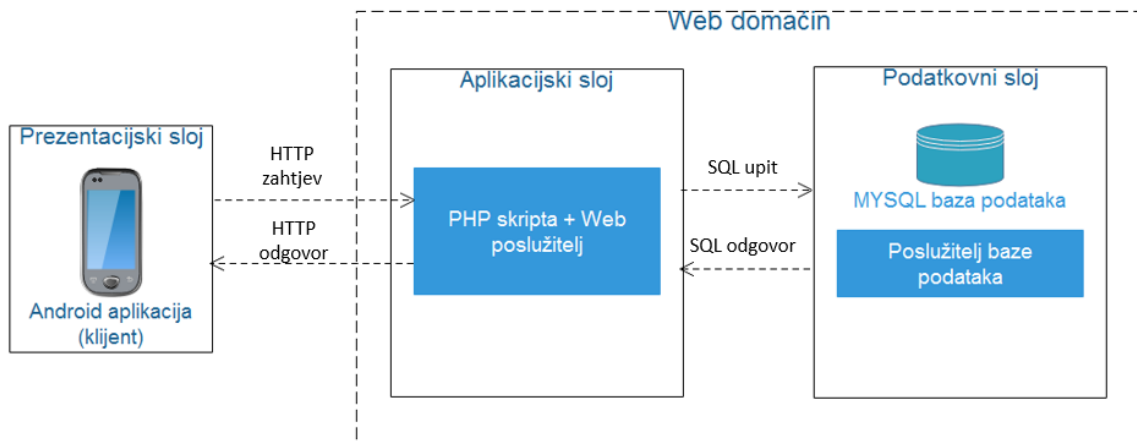 Web domaćin
Aplikacijski sloj
Podatkovni sloj
Prezentacijski sloj
HTTP
zahtjev
SQL upit
MYSQL baza podataka
PHP skripta + Web
poslužitelj
HTTP
odgovor
SQL odgovor
Poslužitelj baze
podataka
Android aplikacija
(klijent)